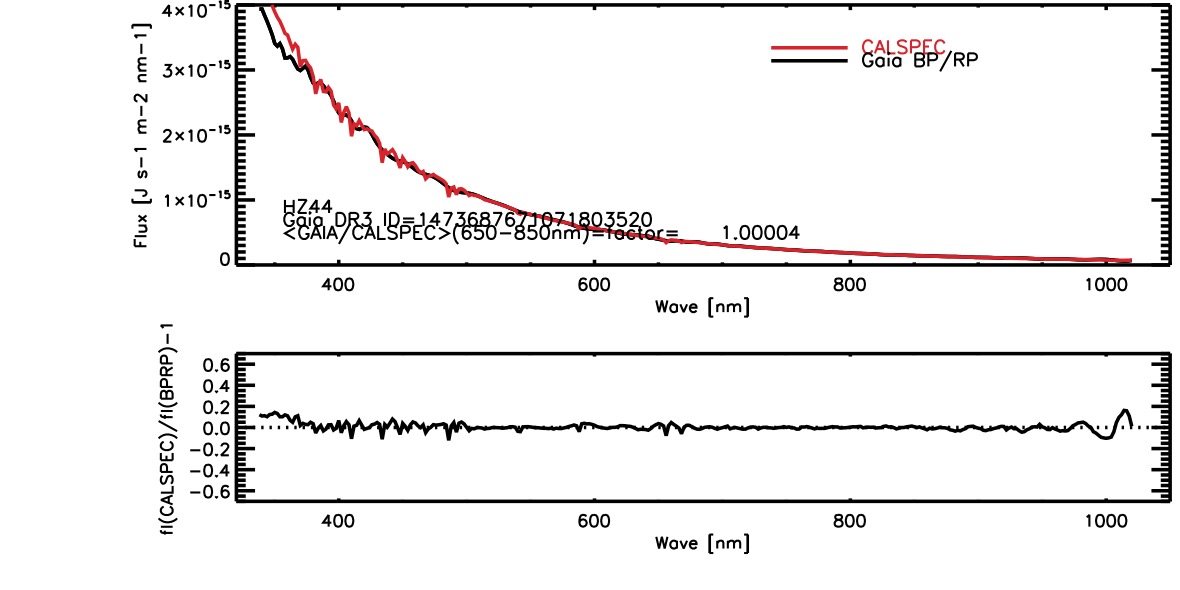 4×10−15
3×10−15
2×10−15
1×10−15
0
Flux [J s−1 m−2 nm−1]
CALSPEC
Gaia BP/RP
HZ44
Gaia DR3 ID=1473687671071803520
<GAIA/CALSPEC>(650−850nm)=factor= 1.00004
400 600 800 1000
Wave [nm]
fl(CALSPEC)/fl(BPRP)−1
0.6
0.4
0.2
0.0
−0.2
−0.4
−0.6
400 600 800 1000
Wave [nm]